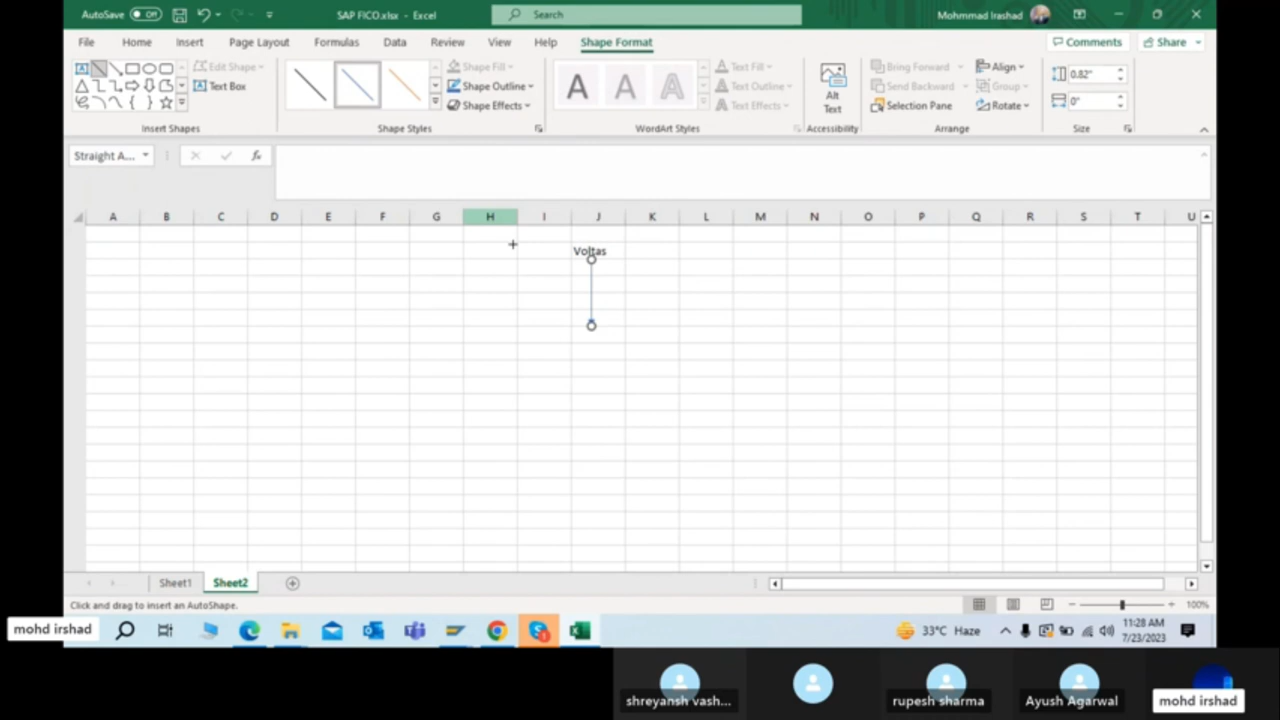 AutoSave Off SAP FICO.xlsx - Excel Search Mohmmad Irashad
File Home Insert Page Layout Formulas Data Review View Help Shape Format Comments Share
Edit Shape Shape Fill Text Fill Bring Forward Align 0.82"
Text Box Shape Outline Text Outline Send Backward Group
Shape Effects Alt Text Text Effects Selection Pane Rotate 0"
Insert Shapes Shape Styles WordArt Styles Accessibility Arrange Size
Straight A... fx
A B C D E F G H I J K L M N O P Q R S T U
Voltas
Sheet1 Sheet2
Click and drag to insert an AutoShape. 100%
mohd irshad 33°C Haze 11:28 AM
7/23/2023
shreyansh vash... rupesh sharma Ayush Agarwal mohd irshad